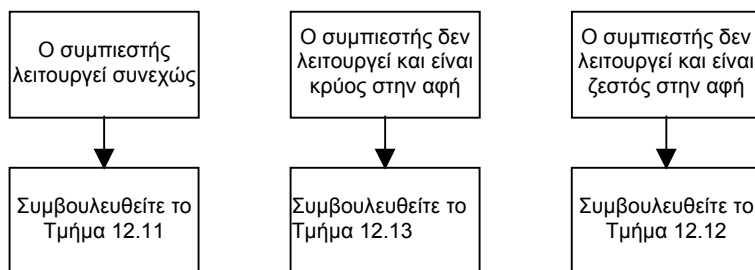 Ο συμπιεστής
λειτουργεί συνεχώς
Ο συμπιεστής δεν
λειτουργεί και είναι
κρύος στην αφή
Ο συμπιεστής δεν
λειτουργεί και είναι
ζεστός στην αφή
Συμβουλευθείτε το
Τμήμα 12.11
Συμβουλευθείτε το
Τμήμα 12.13
Συμβουλευθείτε το
Τμήμα 12.12